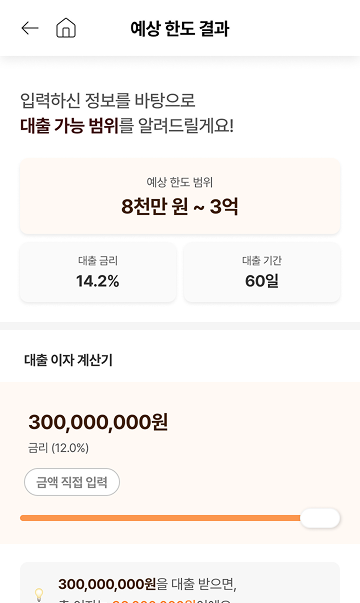 예상 한도 결과
입력하신 정보를 바탕으로
대출 가능 범위를 알려드릴게요!
예상 한도 범위
8천만 원 ~ 3억
대출 금리
14.2%
대출 기간
60일
대출 이자 계산기
300,000,000원
금리 (12.0%)
금액 직접 입력
300,000,000원을 대출 받으면,